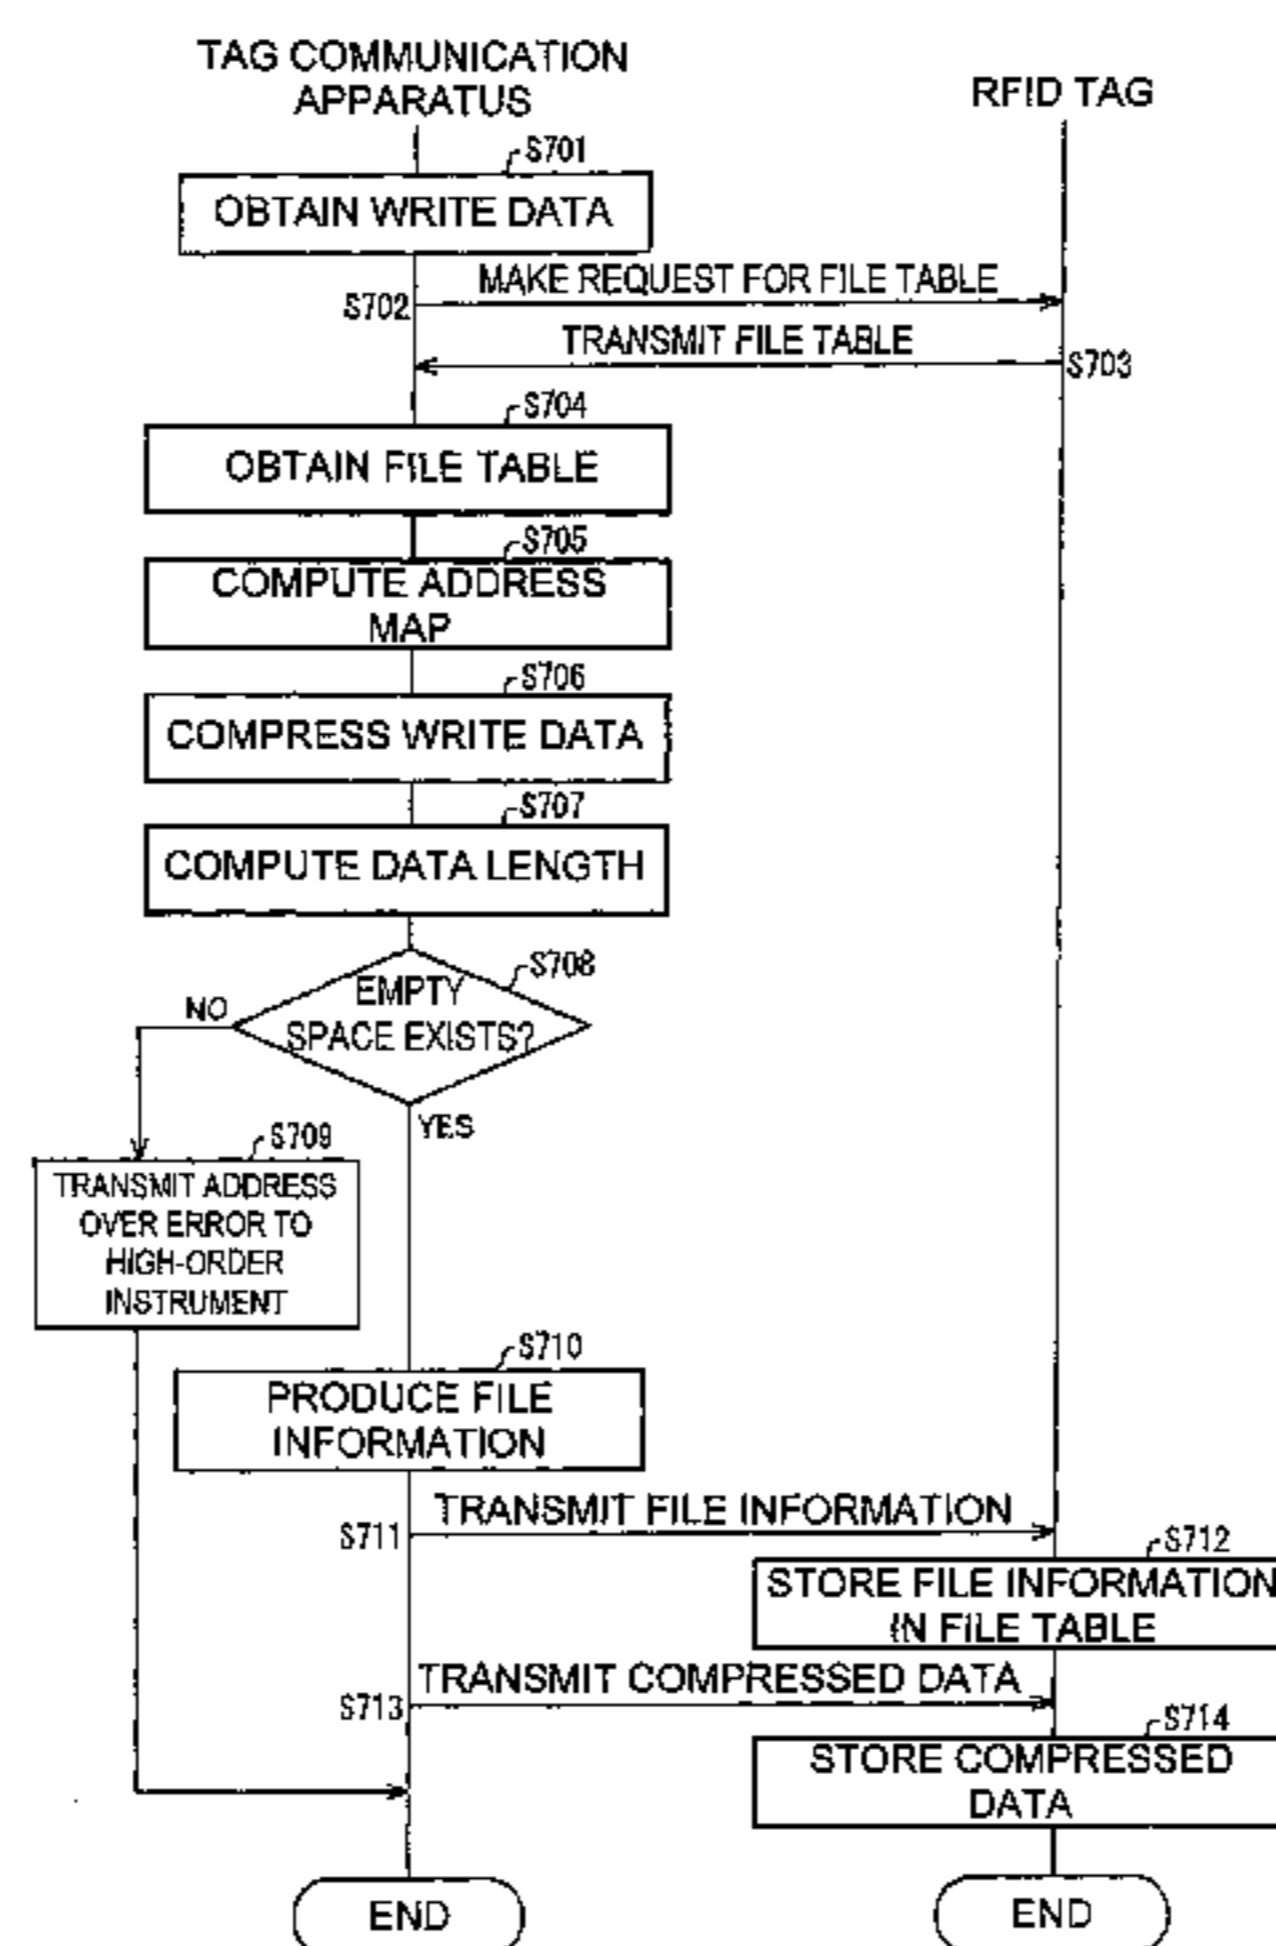 TAG COMMUNICATION
APPARATUS
RFID TAG
S701
OBTAIN WRITE DATA
MAKE REQUEST FOR FILE TABLE
S702
TRANSMIT FILE TABLE
S703
S704
OBTAIN FILE TABLE
S705
COMPUTE ADDRESS
MAP
S706
COMPRESS WRITE DATA
S707
COMPUTE DATA LENGTH
S708
EMPTY
SPACE EXISTS?
NO
YES
S709
TRANSMIT ADDRESS
OVER ERROR TO
HIGH-ORDER
INSTRUMENT
S710
PRODUCE FILE
INFORMATION
TRANSMIT FILE INFORMATION
S711
S712
STORE FILE INFORMATION
IN FILE TABLE
TRANSMIT COMPRESSED DATA
S713
S714
STORE COMPRESSED
DATA
END
END